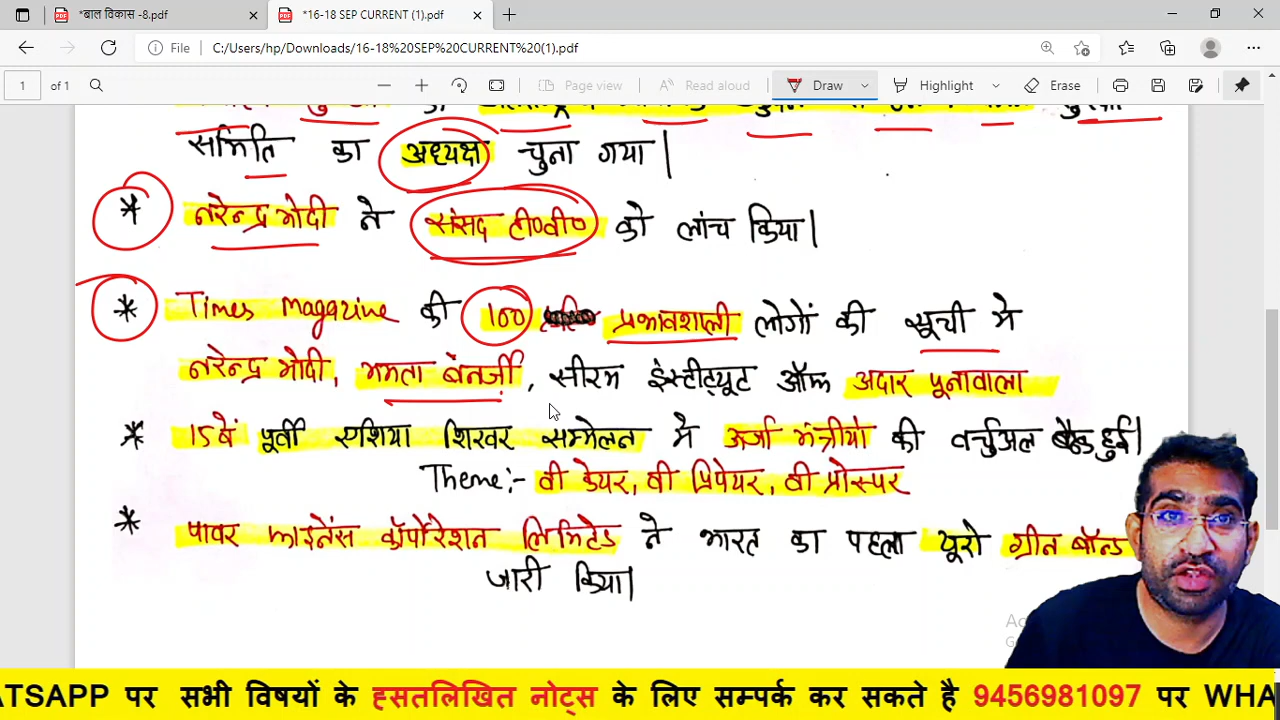 *बाल विकास -8.pdf
*16-18 SEP CURRENT (1).pdf
File C:/Users/hp/Downloads/16-18%20SEP%20CURRENT%20(1).pdf
1 of 1 Page view Read aloud Draw Highlight Erase
समिति का अध्यक्ष चुना गया|
* नरेन्द्र मोदी ने संसद टी०वी० को लांच किया|
* Times magazine की 100 प्रभावशाली लोगों की सूची मे
नरेन्द्र मोदी, ममता बनर्जी, सीरम इंस्टीट्यूट ऑफ अदार पूनावाला
* 15वें पूर्वी एशिया शिखर सम्मेलन मे ऊर्जा मंत्रीयो की वर्चुअल बैठक हुई|
Theme:- वी केयर, वी प्रिपेयर, वी प्रोस्पर
* पावर फाइनेंस कॉर्पोरेशन लिमिटेड ने भारत का पहला यूरो ग्रीन बॉन्ड
जारी किया|
ATSAPP पर सभी विषयों के ह्सतलिखित नोट्स के लिए सम्पर्क कर सकते है 9456981097 पर WHA